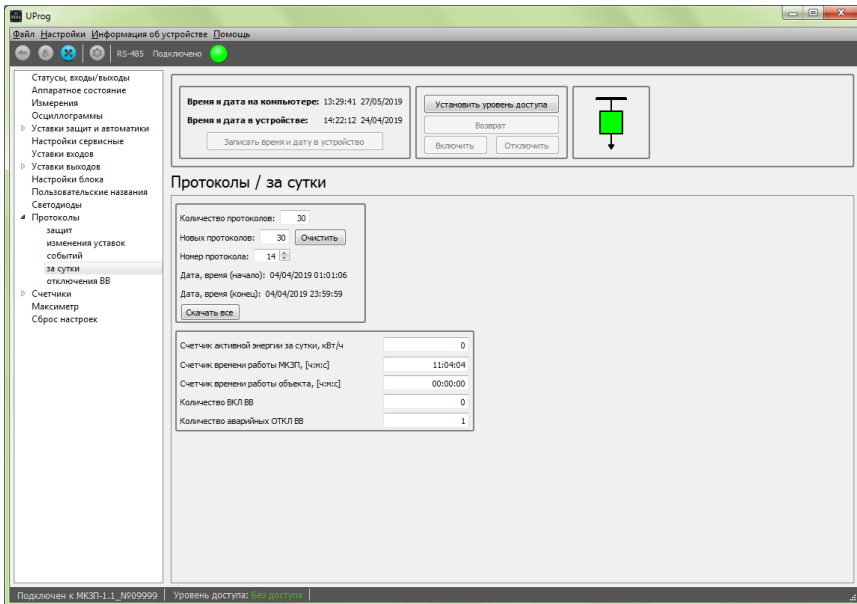 UProg
Файл Настройки Информация об устройстве Помощь
RS-485 Подключено
Статусы, входы/выходы
Аппаратное состояние
Измерения
Осциллограммы
Уставки защит и автоматики
Настройки сервисные
Уставки входов
Уставки выходов
Настройки блока
Пользовательские названия
Светодиоды
Протоколы
защит
изменения уставок
событий
за сутки
отключения ВВ
Счетчики
Максиметр
Сброс настроек
Время и дата на компьютере: 13:29:41 27/05/2019
Время и дата в устройстве: 14:22:12 24/04/2019
Записать время и дату в устройство
Установить уровень доступа
Возврат
Включить Отключить
Протоколы / за сутки
Количество протоколов: 30
Новых протоколов: 30 Очистить
Номер протокола: 14
Дата, время (начало): 04/04/2019 01:01:06
Дата, время (конец): 04/04/2019 23:59:59
Скачать все
Счетчик активной энергии за сутки, кВт/ч 0
Счетчик времени работы МКЗП, [ч:м:с] 11:04:04
Счетчик времени работы объекта, [ч:м:с] 00:00:00
Количество ВКЛ ВВ 0
Количество аварийных ОТКЛ ВВ 1
Подключен к МКЗП-1.1_№09999 Уровень доступа: Без доступа